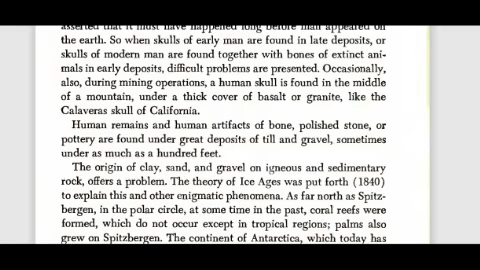 asserted that it must have happened long before man appeared on
the earth. So when skulls of early man are found in late deposits, or
skulls of modern man are found together with bones of extinct ani-
mals in early deposits, difficult problems are presented. Occasionally,
also, during mining operations, a human skull is found in the middle
of a mountain, under a thick cover of basalt or granite, like the
Calaveras skull of California.
Human remains and human artifacts of bone, polished stone, or
pottery are found under great deposits of till and gravel, sometimes
under as much as a hundred feet.
The origin of clay, sand, and gravel on igneous and sedimentary
rock, offers a problem. The theory of Ice Ages was put forth (1840)
to explain this and other enigmatic phenomena. As far north as Spitz-
bergen, in the polar circle, at some time in the past, coral reefs were
formed, which do not occur except in tropical regions; palms also
grew on Spitzbergen. The continent of Antarctica, which today has